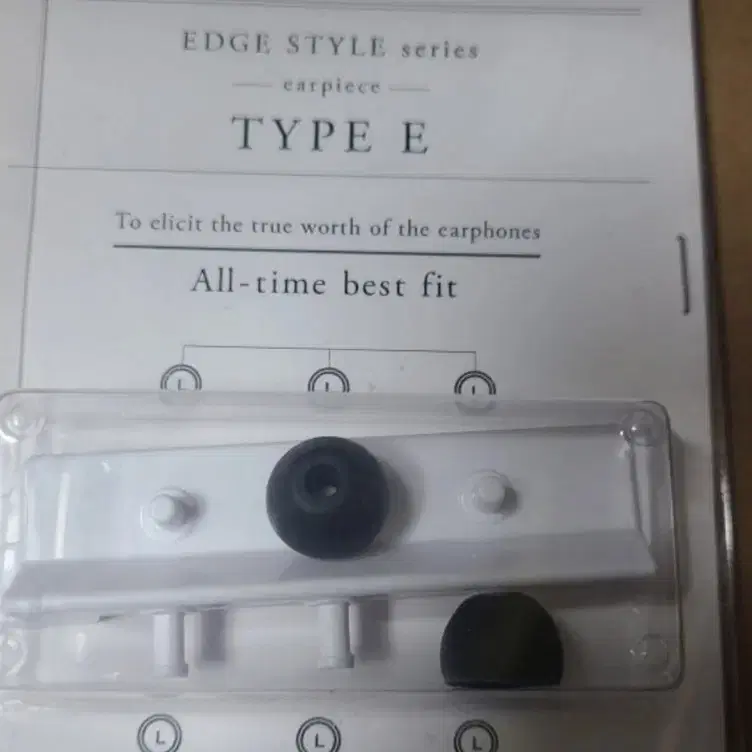 EDGE STYLE series
earpiece
TYPE E
To elicit the true worth of the earphones
All-time best fit
L L L
L L L